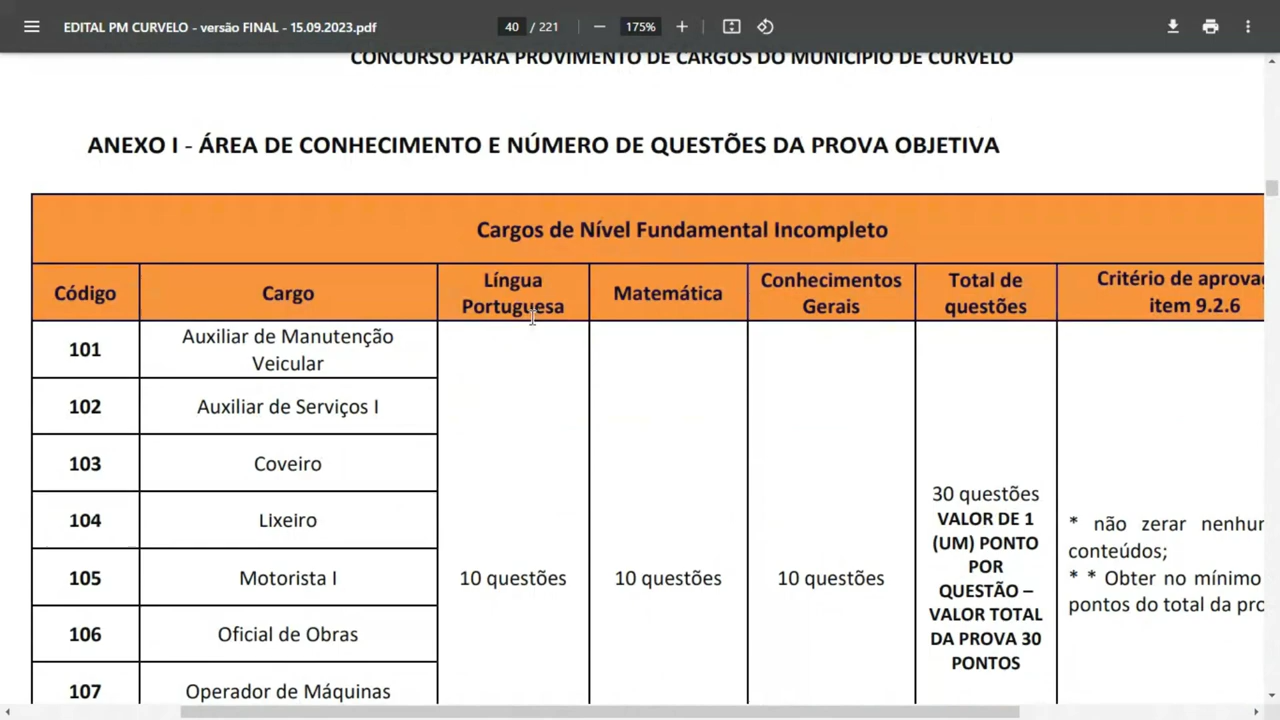 EDITAL PM CURVELO - versão FINAL - 15.09.2023.pdf
40 / 221
175%
CONCURSO PARA PROVIMENTO DE CARGOS DO MUNICÍPIO DE CURVELO
ANEXO I - ÁREA DE CONHECIMENTO E NÚMERO DE QUESTÕES DA PROVA OBJETIVA
Cargos de Nível Fundamental Incompleto
Código
Cargo
Língua
Portuguesa
Matemática
Conhecimentos
Gerais
Total de
questões
Critério de
item 9.2.6
101
Auxiliar de Manutenção
Veicular
102
Auxiliar de Serviços I
103
Coveiro
104
Lixeiro
105
Motorista I
106
Oficial de Obras
107
Operador de Máquinas
10 questões
10 questões
10 questões
30 questões
VALOR DE 1
(UM) PONTO
POR
QUESTÃO –
VALOR TOTAL
DA PROVA 30
PONTOS
* não zerar
conteúdos;
* * Obter no mínimo
pontos do total da